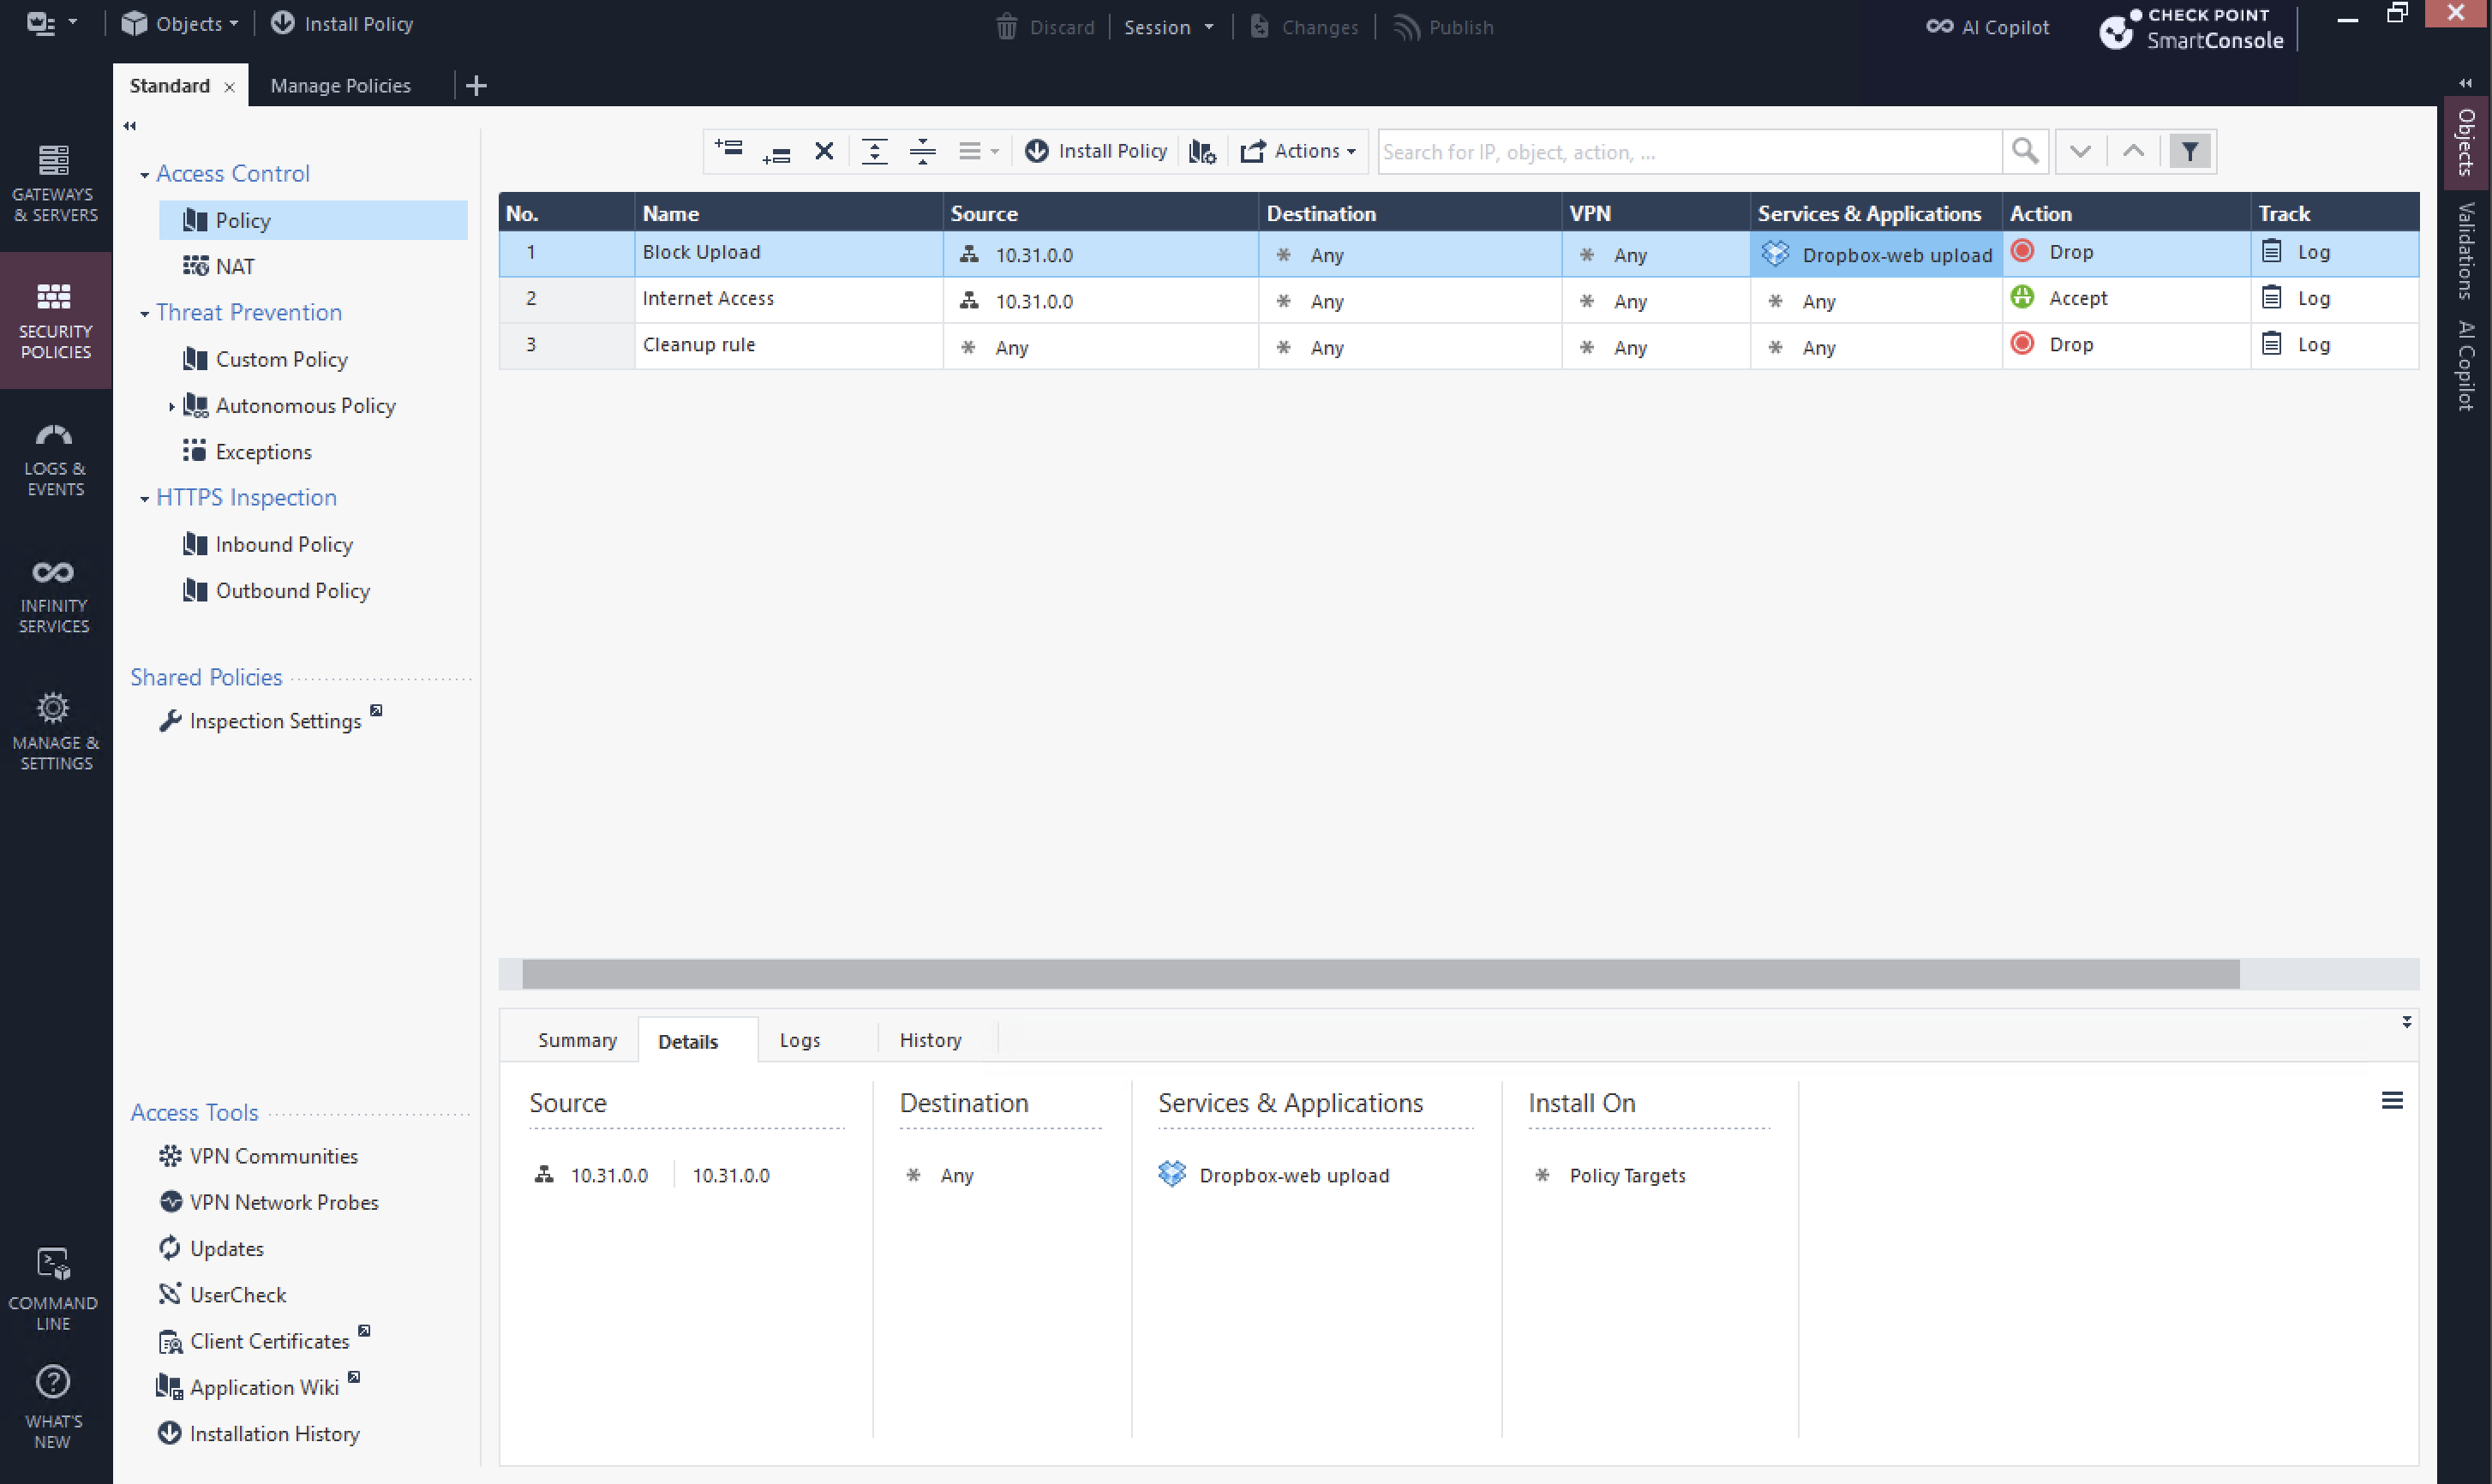 Objects
Install Policy
Discard
Session
Changes
Publish
AI Copilot
CHECK POINT
SmartConsole
Standard
Manage Policies
GATEWAYS
& SERVERS
SECURITY
POLICIES
LOGS &
EVENTS
INFINITY
SERVICES
MANAGE &
SETTINGS
COMMAND
LINE
WHAT'S
NEW
Access Control
Policy
NAT
Threat Prevention
Custom Policy
Autonomous Policy
Exceptions
HTTPS Inspection
Inbound Policy
Outbound Policy
Shared Policies
Inspection Settings
Access Tools
VPN Communities
VPN Network Probes
Updates
UserCheck
Client Certificates
Application Wiki
Installation History
Install Policy
Actions
Search for IP, object, action, ...
No. Name Source Destination VPN Services & Applications Action Track
1 Block Upload 10.31.0.0 * Any * Any Dropbox-web upload Drop Log
2 Internet Access 10.31.0.0 * Any * Any * Any Accept Log
3 Cleanup rule * Any * Any * Any * Any Drop Log
Summary
Details
Logs
History
Source Destination Services & Applications Install On
10.31.0.0 10.31.0.0 * Any Dropbox-web upload * Policy Targets
Objects
Validations
AI Copilot